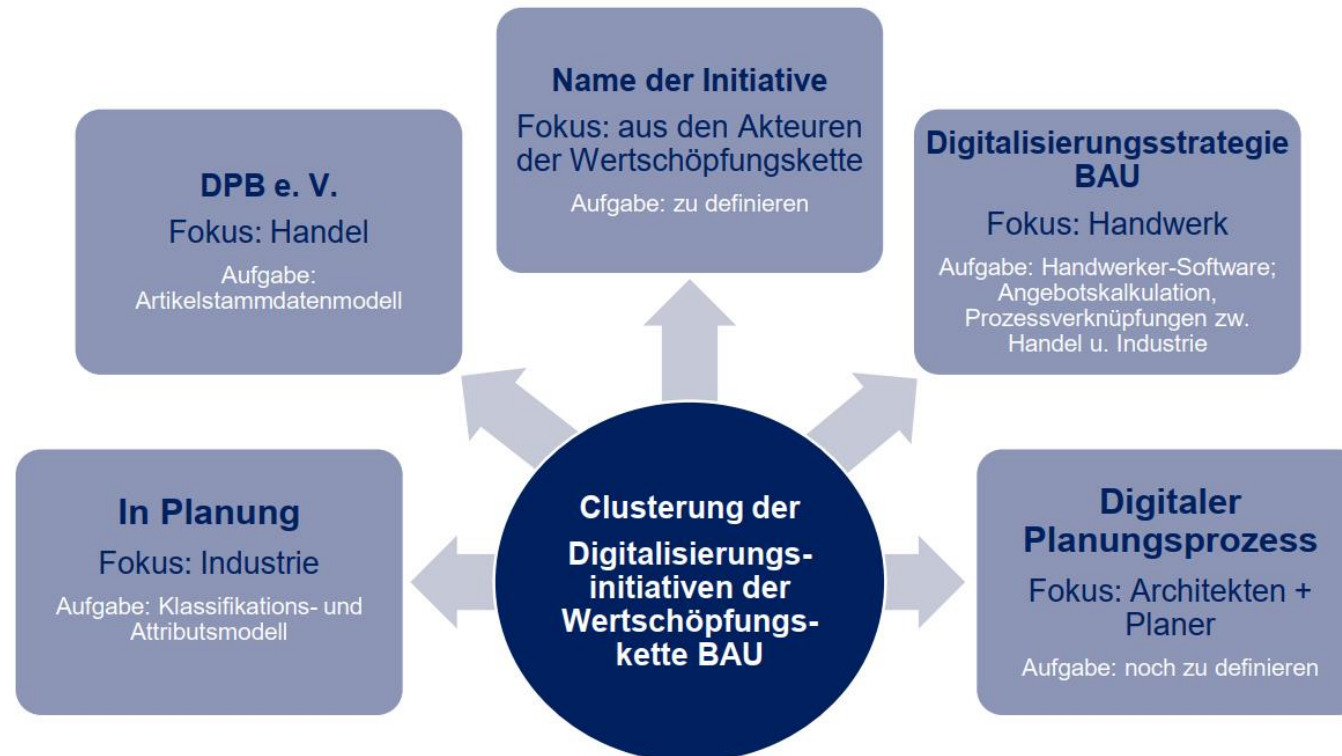 Name der Initiative
Fokus: aus den Akteuren
der Wertschöpfungskette
Aufgabe: zu definieren
DPB e. V.
Fokus: Handel
Aufgabe:
Artikelstammdatenmodell
Digitalisierungsstrategie
BAU
Fokus: Handwerk
Aufgabe: Handwerker-Software;
Angebotskalkulation,
Prozessverknüpfungen zw.
Handel u. Industrie
In Planung
Fokus: Industrie
Aufgabe: Klassifikations- und
Attributsmodell
Clusterung der
Digitalisierungs-
initiativen der
Wertschöpfungs-
kette BAU
Digitaler
Planungsprozess
Fokus: Architekten +
Planer
Aufgabe: noch zu definieren